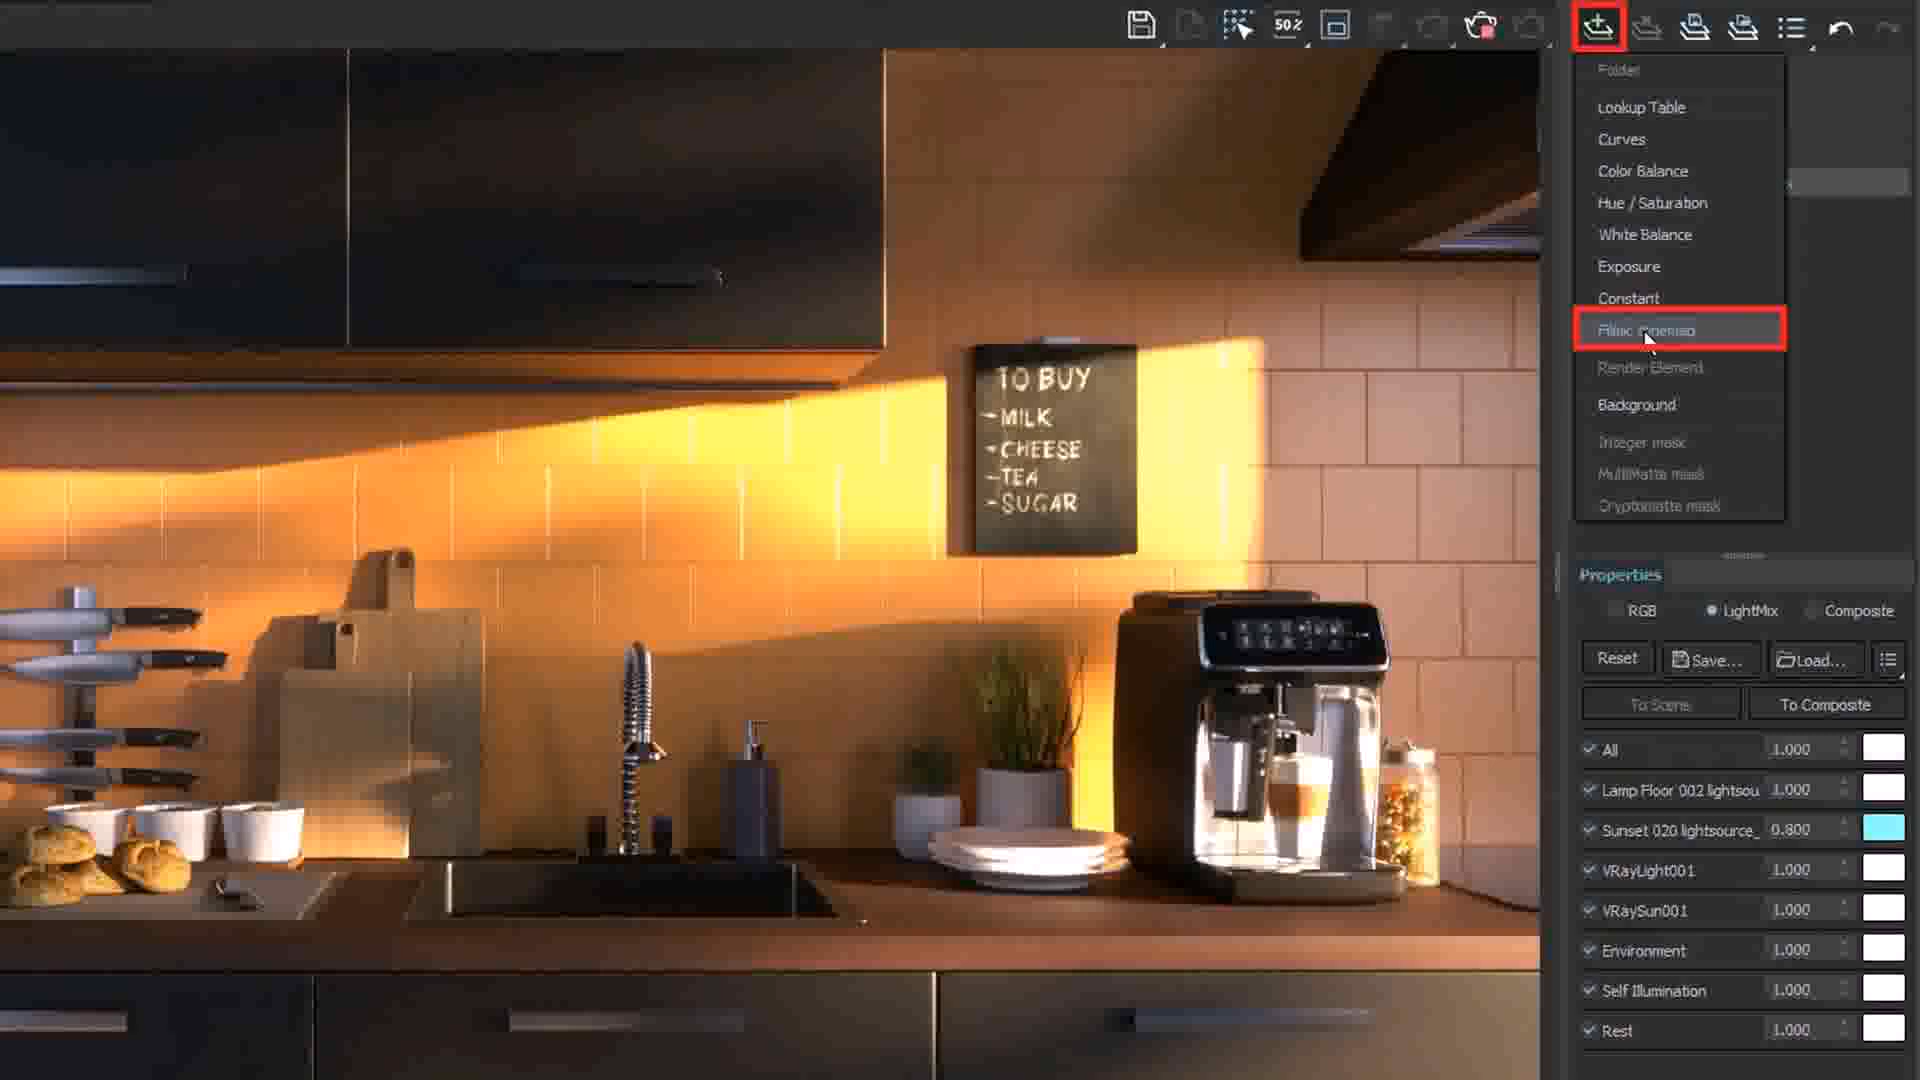 50%
Folder
Lookup Table
Curves
Color Balance
Hue / Saturation
White Balance
Exposure
Constant
Filmic tonemap
Render Element
Background
Integer mask
MultiMatte mask
Cryptomatte mask
TO BUY
-MILK
-CHEESE
-TEA
-SUGAR
Properties
RGB LightMix Composite
Reset Save... Load...
To Scene To Composite
All 1.000
Lamp Floor 002 lightsou 1.000
Sunset 020 lightsource_ 0.800
VRayLight001 1.000
VRaySun001 1.000
Environment 1.000
Self Illumination 1.000
Rest 1.000